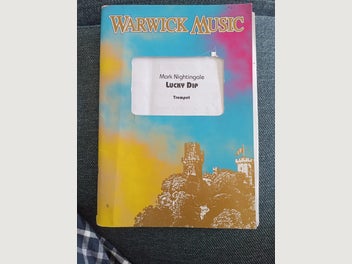 WARWICK MUSIC
Mark Nightingale
LUCKY DIP
Trumpet